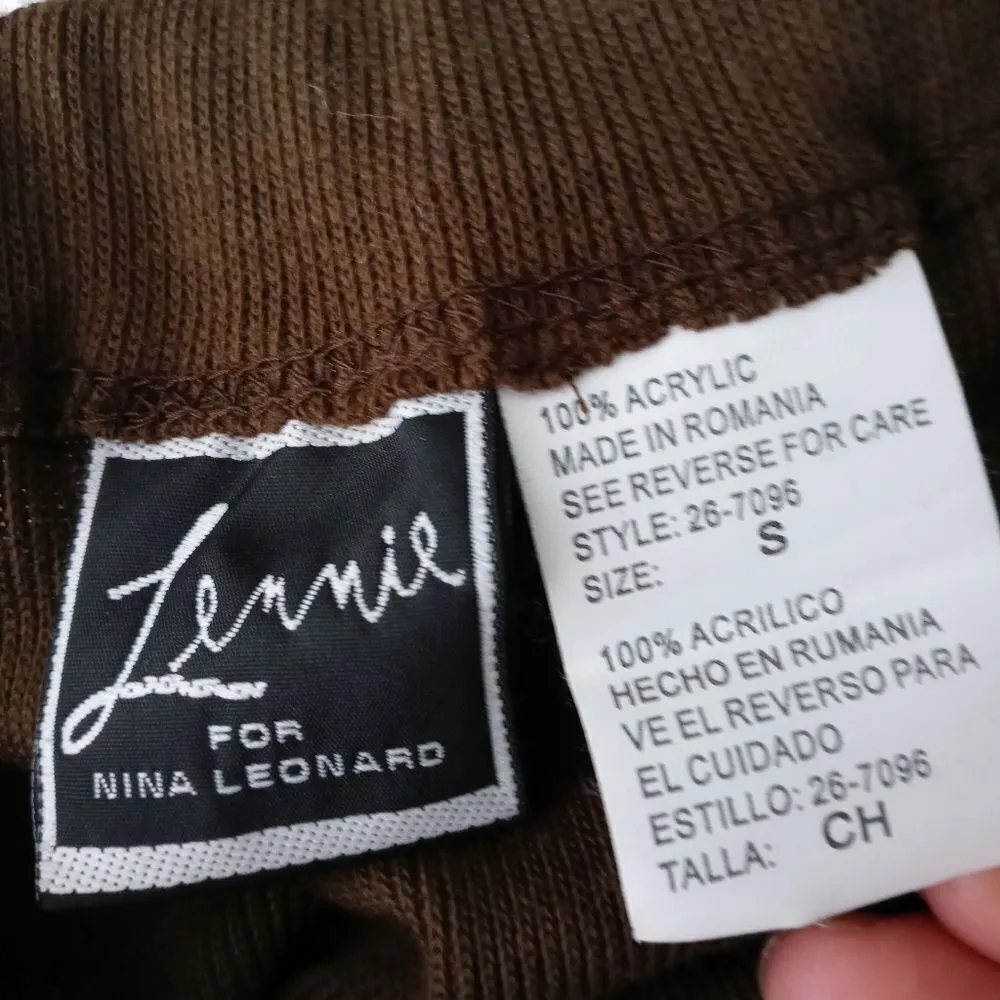 Lennie
FOR
NINA LEONARD
100% ACRYLIC
MADE IN ROMANIA
SEE REVERSE FOR CARE
STYLE: 26-7096
SIZE: S
100% ACRILICO
HECHO EN RUMANIA
VE EL REVERSO PARA
EL CUIDADO
ESTILLO: 26-7096
TALLA: CH